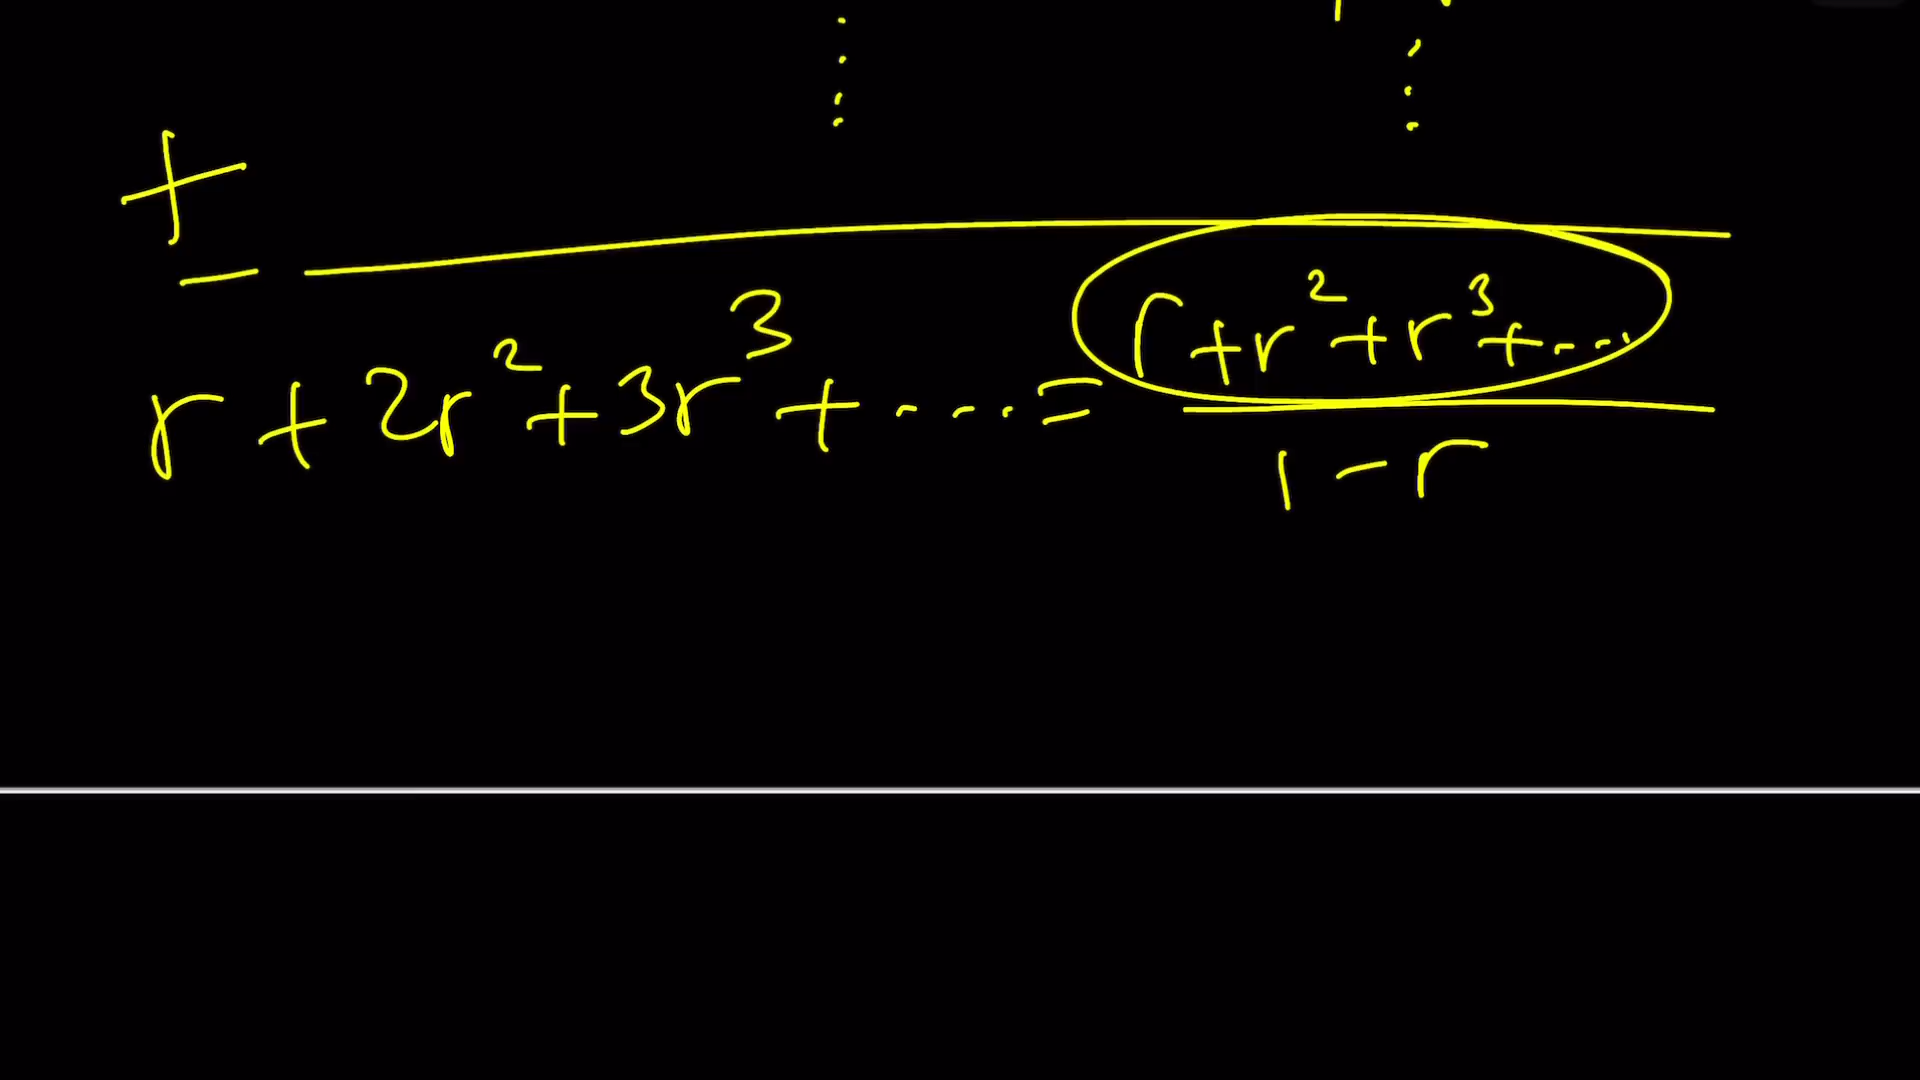 +
r + 2r² + 3r³ + .... = (r + r² + r³ + ....) / (1 - r)